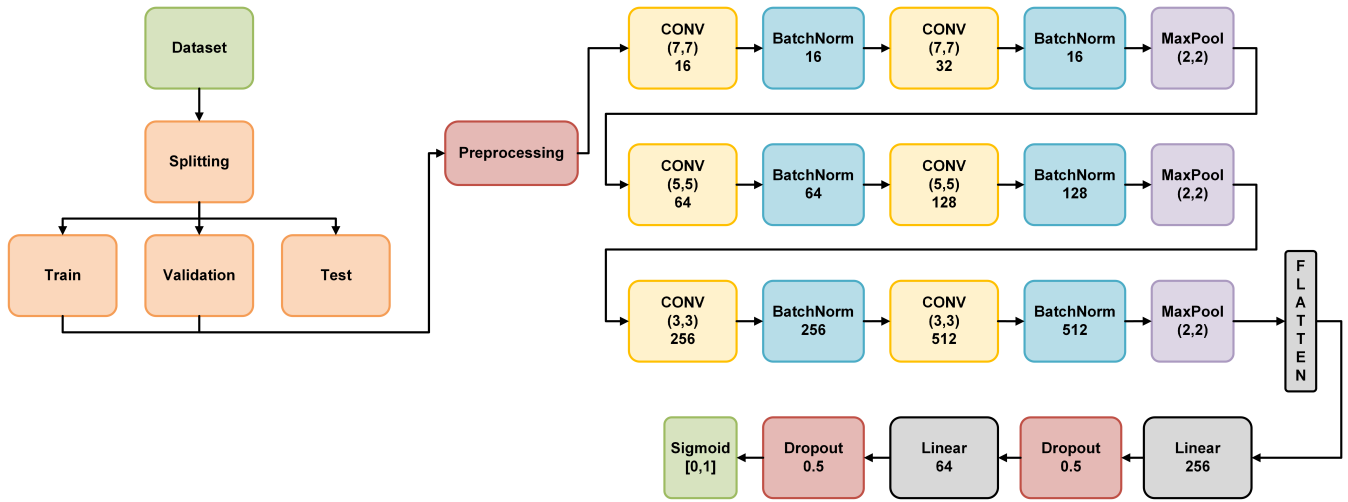 Dataset
Splitting
Train
Validation
Test
Preprocessing
CONV
(7,7)
16
BatchNorm
16
CONV
(7,7)
32
BatchNorm
16
MaxPool
(2,2)
CONV
(5,5)
64
BatchNorm
64
CONV
(5,5)
128
BatchNorm
128
MaxPool
(2,2)
CONV
(3,3)
256
BatchNorm
256
CONV
(3,3)
512
BatchNorm
512
MaxPool
(2,2)
FLATTEN
Linear
256
Dropout
0.5
Linear
64
Dropout
0.5
Sigmoid
[0,1]